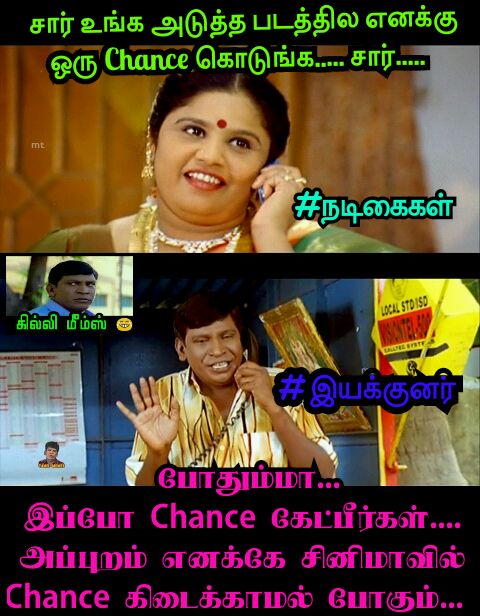 சார் உங்க அடுத்த படத்தில எனக்கு
ஒரு Chance கொடுங்க..... சார்.....
mt
#நடிகைகள்
கில்லி மீம்ஸ்
LOCAL STD/ISD
# இயக்குனர்
போதும்மா...
இப்போ Chance கேட்பீர்கள்....
அப்புறம் எனக்கே சினிமாவில்
Chance கிடைக்காமல் போகும்...